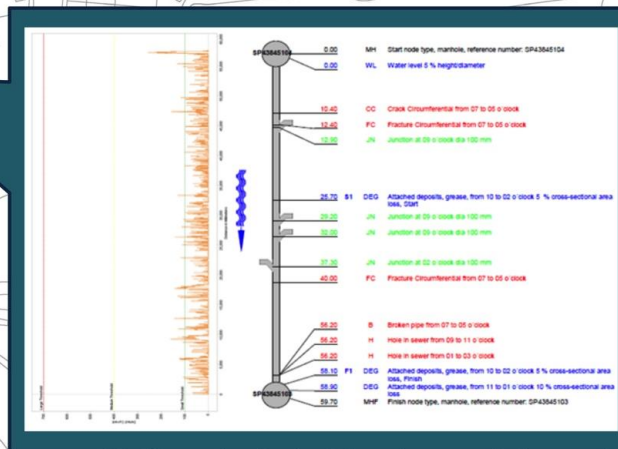 SP43845104
0.00 MH Start node type, manhole, reference number: SP43845104
0.00 WL Water level 5 % height/diameter
10.40 CC Crack Circumferential from 07 to 05 o'clock
12.40 FC Fracture Circumferential from 07 to 05 o'clock
12.90 JN Junction at 09 o'clock dia 100 mm
25.70 S1 DEG Attached deposits, grease, from 10 to 02 o'clock 5 % cross-sectional area
loss, Start
29.20 JN Junction at 09 o'clock dia 100 mm
32.00 JN Junction at 09 o'clock dia 100 mm
37.30 JN Junction at 02 o'clock dia 100 mm
40.00 FC Fracture Circumferential from 07 to 05 o'clock
56.20 B Broken pipe from 07 to 05 o'clock
56.20 H Hole in sewer from 09 to 11 o'clock
56.20 H Hole in sewer from 01 to 03 o'clock
58.10 F1 DEG Attached deposits, grease, from 10 to 02 o'clock 5 % cross-sectional area
loss, Finish
58.90 DEG Attached deposits, grease, from 11 to 01 o'clock 10 % cross-sectional area
loss
59.70 MHF Finish node type, manhole, reference number: SP43845103
SP43845103
Large Threshold
Medium Threshold
Small Threshold